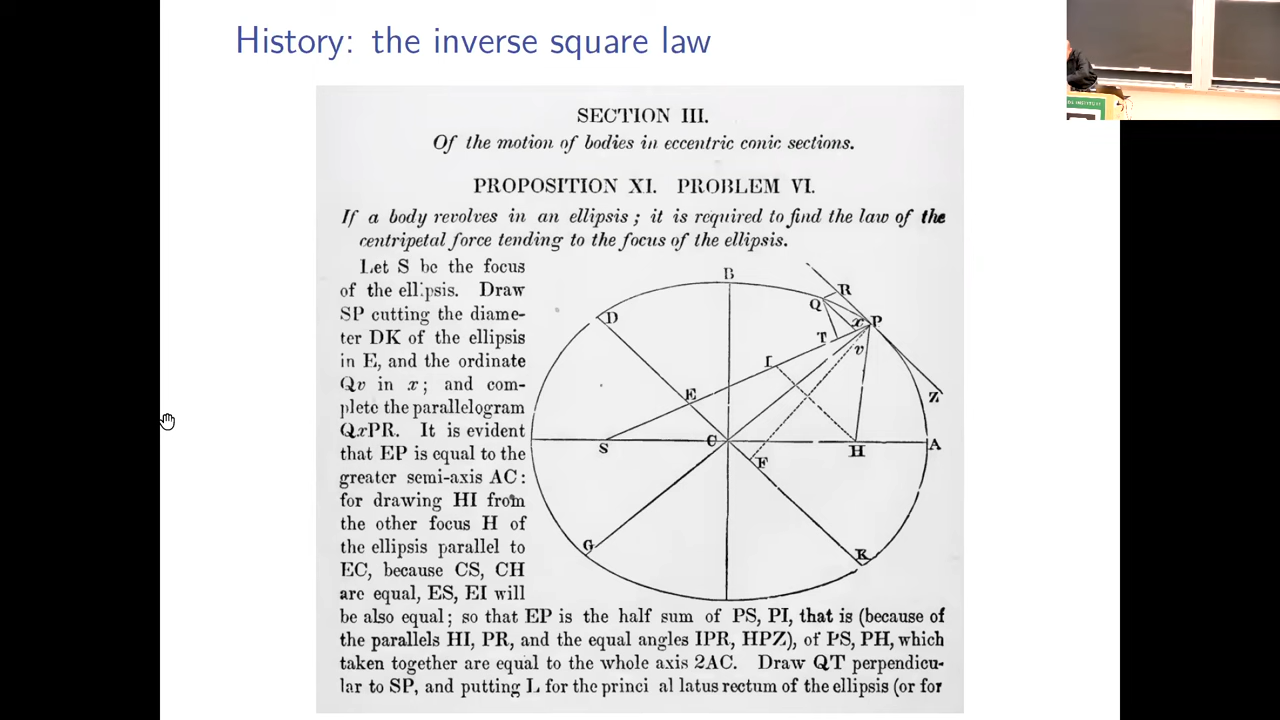 History: the inverse square law
SECTION III.
Of the motion of bodies in eccentric conic sections.
PROPOSITION XI. PROBLEM VI.
If a body revolves in an ellipsis; it is required to find the law of the
centripetal force tending to the focus of the ellipsis.
Let S be the focus
of the ellipsis. Draw
SP cutting the diame-
ter DK of the ellipsis
in E, and the ordinate
Qv in x; and com-
plete the parallelogram
QxPR. It is evident
that EP is equal to the
greater semi-axis AC:
for drawing HI from
the other focus H of
the ellipsis parallel to
EC, because CS, CH
are equal, ES, EI will
be also equal; so that EP is the half sum of PS, PI, that is (because of
the parallels HI, PR, and the equal angles IPR, HPZ), of PS, PH, which
taken together are equal to the whole axis 2AC. Draw QT perpendicu-
lar to SP, and putting L for the princi al latus rectum of the ellipsis (or for
B
R
Q
D
x P
T
v
I
E
Z
S
C
H
A
F
G
K
INSTITUTE